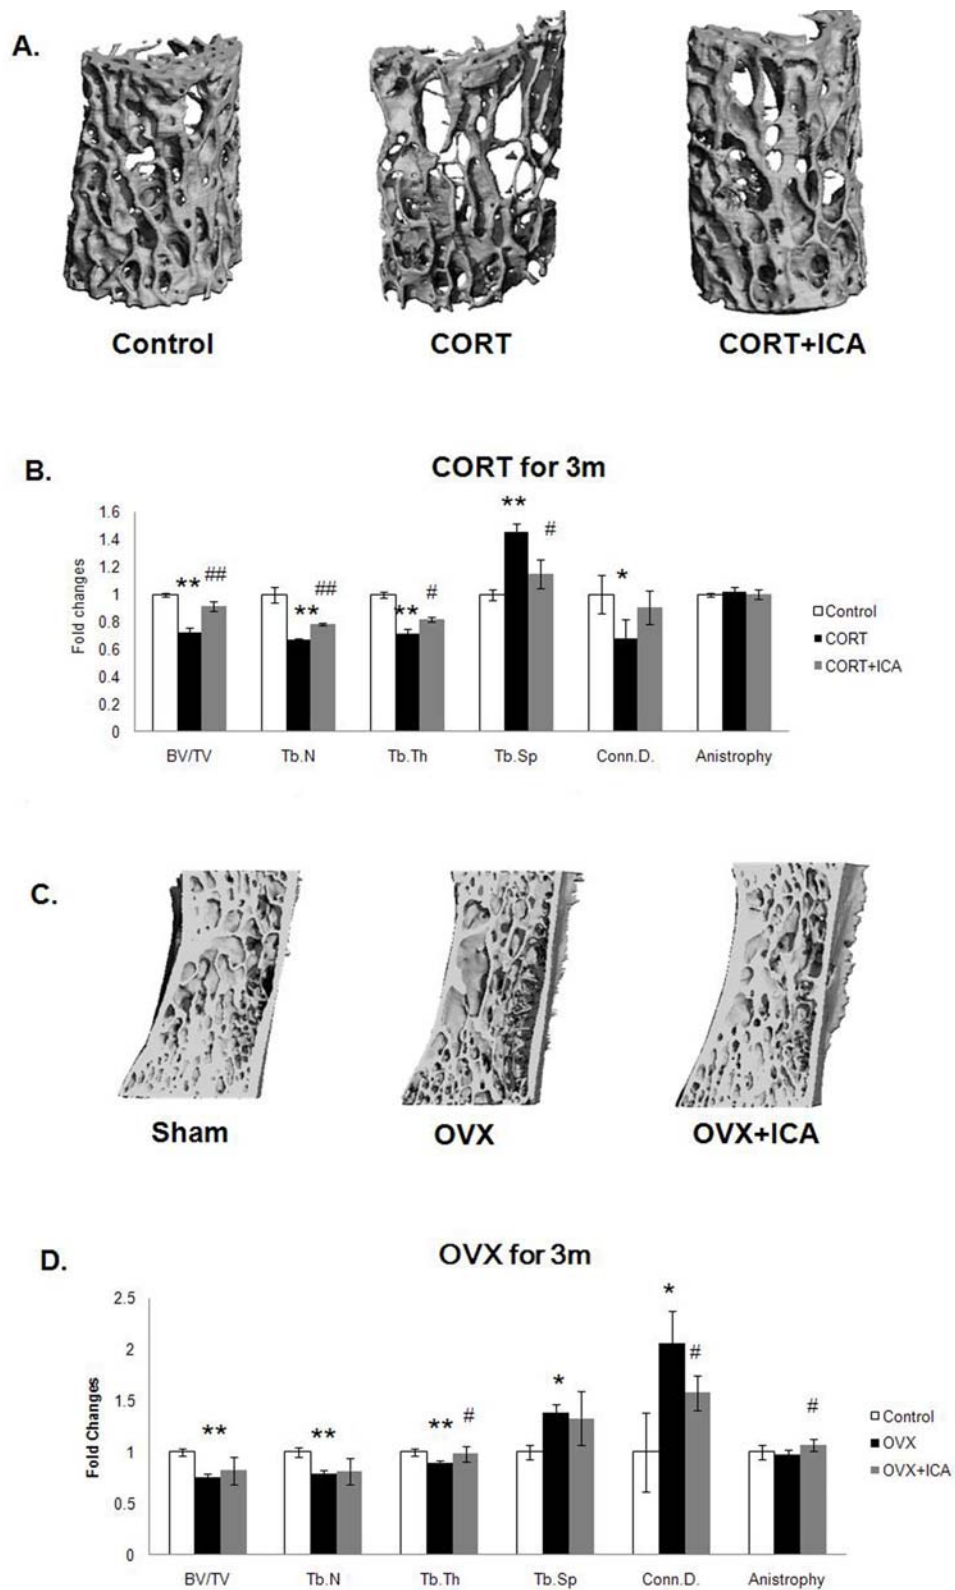 A.
Control CORT CORT+ICA
B.
CORT for 3m
Fold changes
1.6
1.4
1.2
1
0.8
0.6
0.4
0.2
0
** ##
** ##
** #
** #
*
BV/TV Tb.N Tb.Th Tb.Sp Conn.D. Anistrophy
Control
CORT
CORT+ICA
C.
Sham OVX OVX+ICA
D.
OVX for 3m
Fold Changes
2.5
2
1.5
1
0.5
0
**
**
** #
*
* #
#
BV/TV Tb.N Tb.Th Tb.Sp Conn.D. Anistrophy
Control
OVX
OVX+ICA